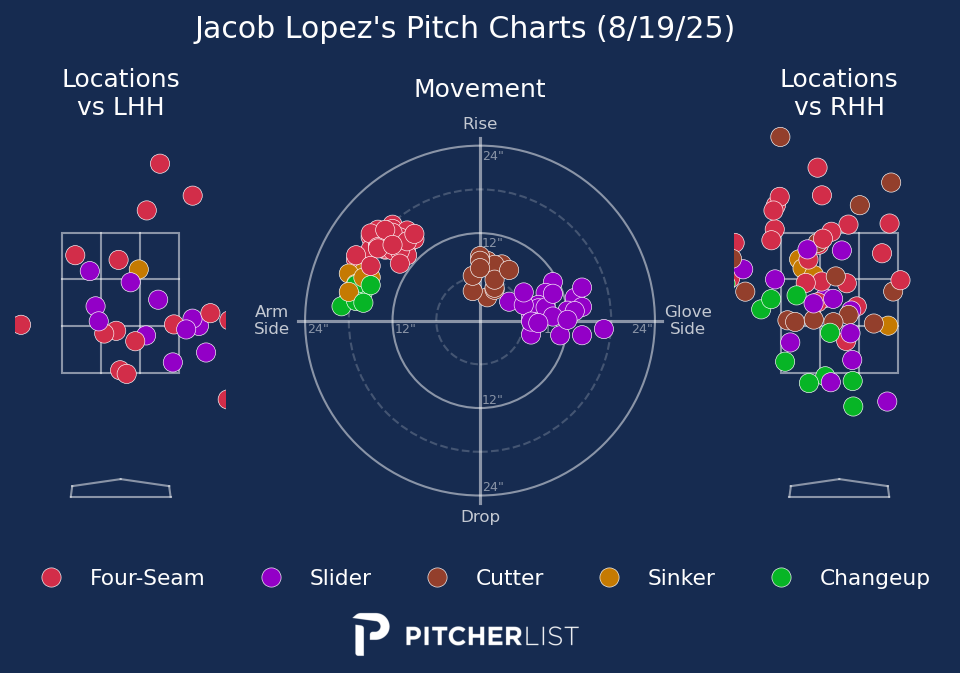 Jacob Lopez's Pitch Charts (8/19/25)
Locations
vs LHH
Movement
Locations
vs RHH
Rise
24"
12"
Arm
Side
24"
12"
24"
Glove
Side
12"
24"
Drop
Four-Seam
Slider
Cutter
Sinker
Changeup
PITCHERLIST